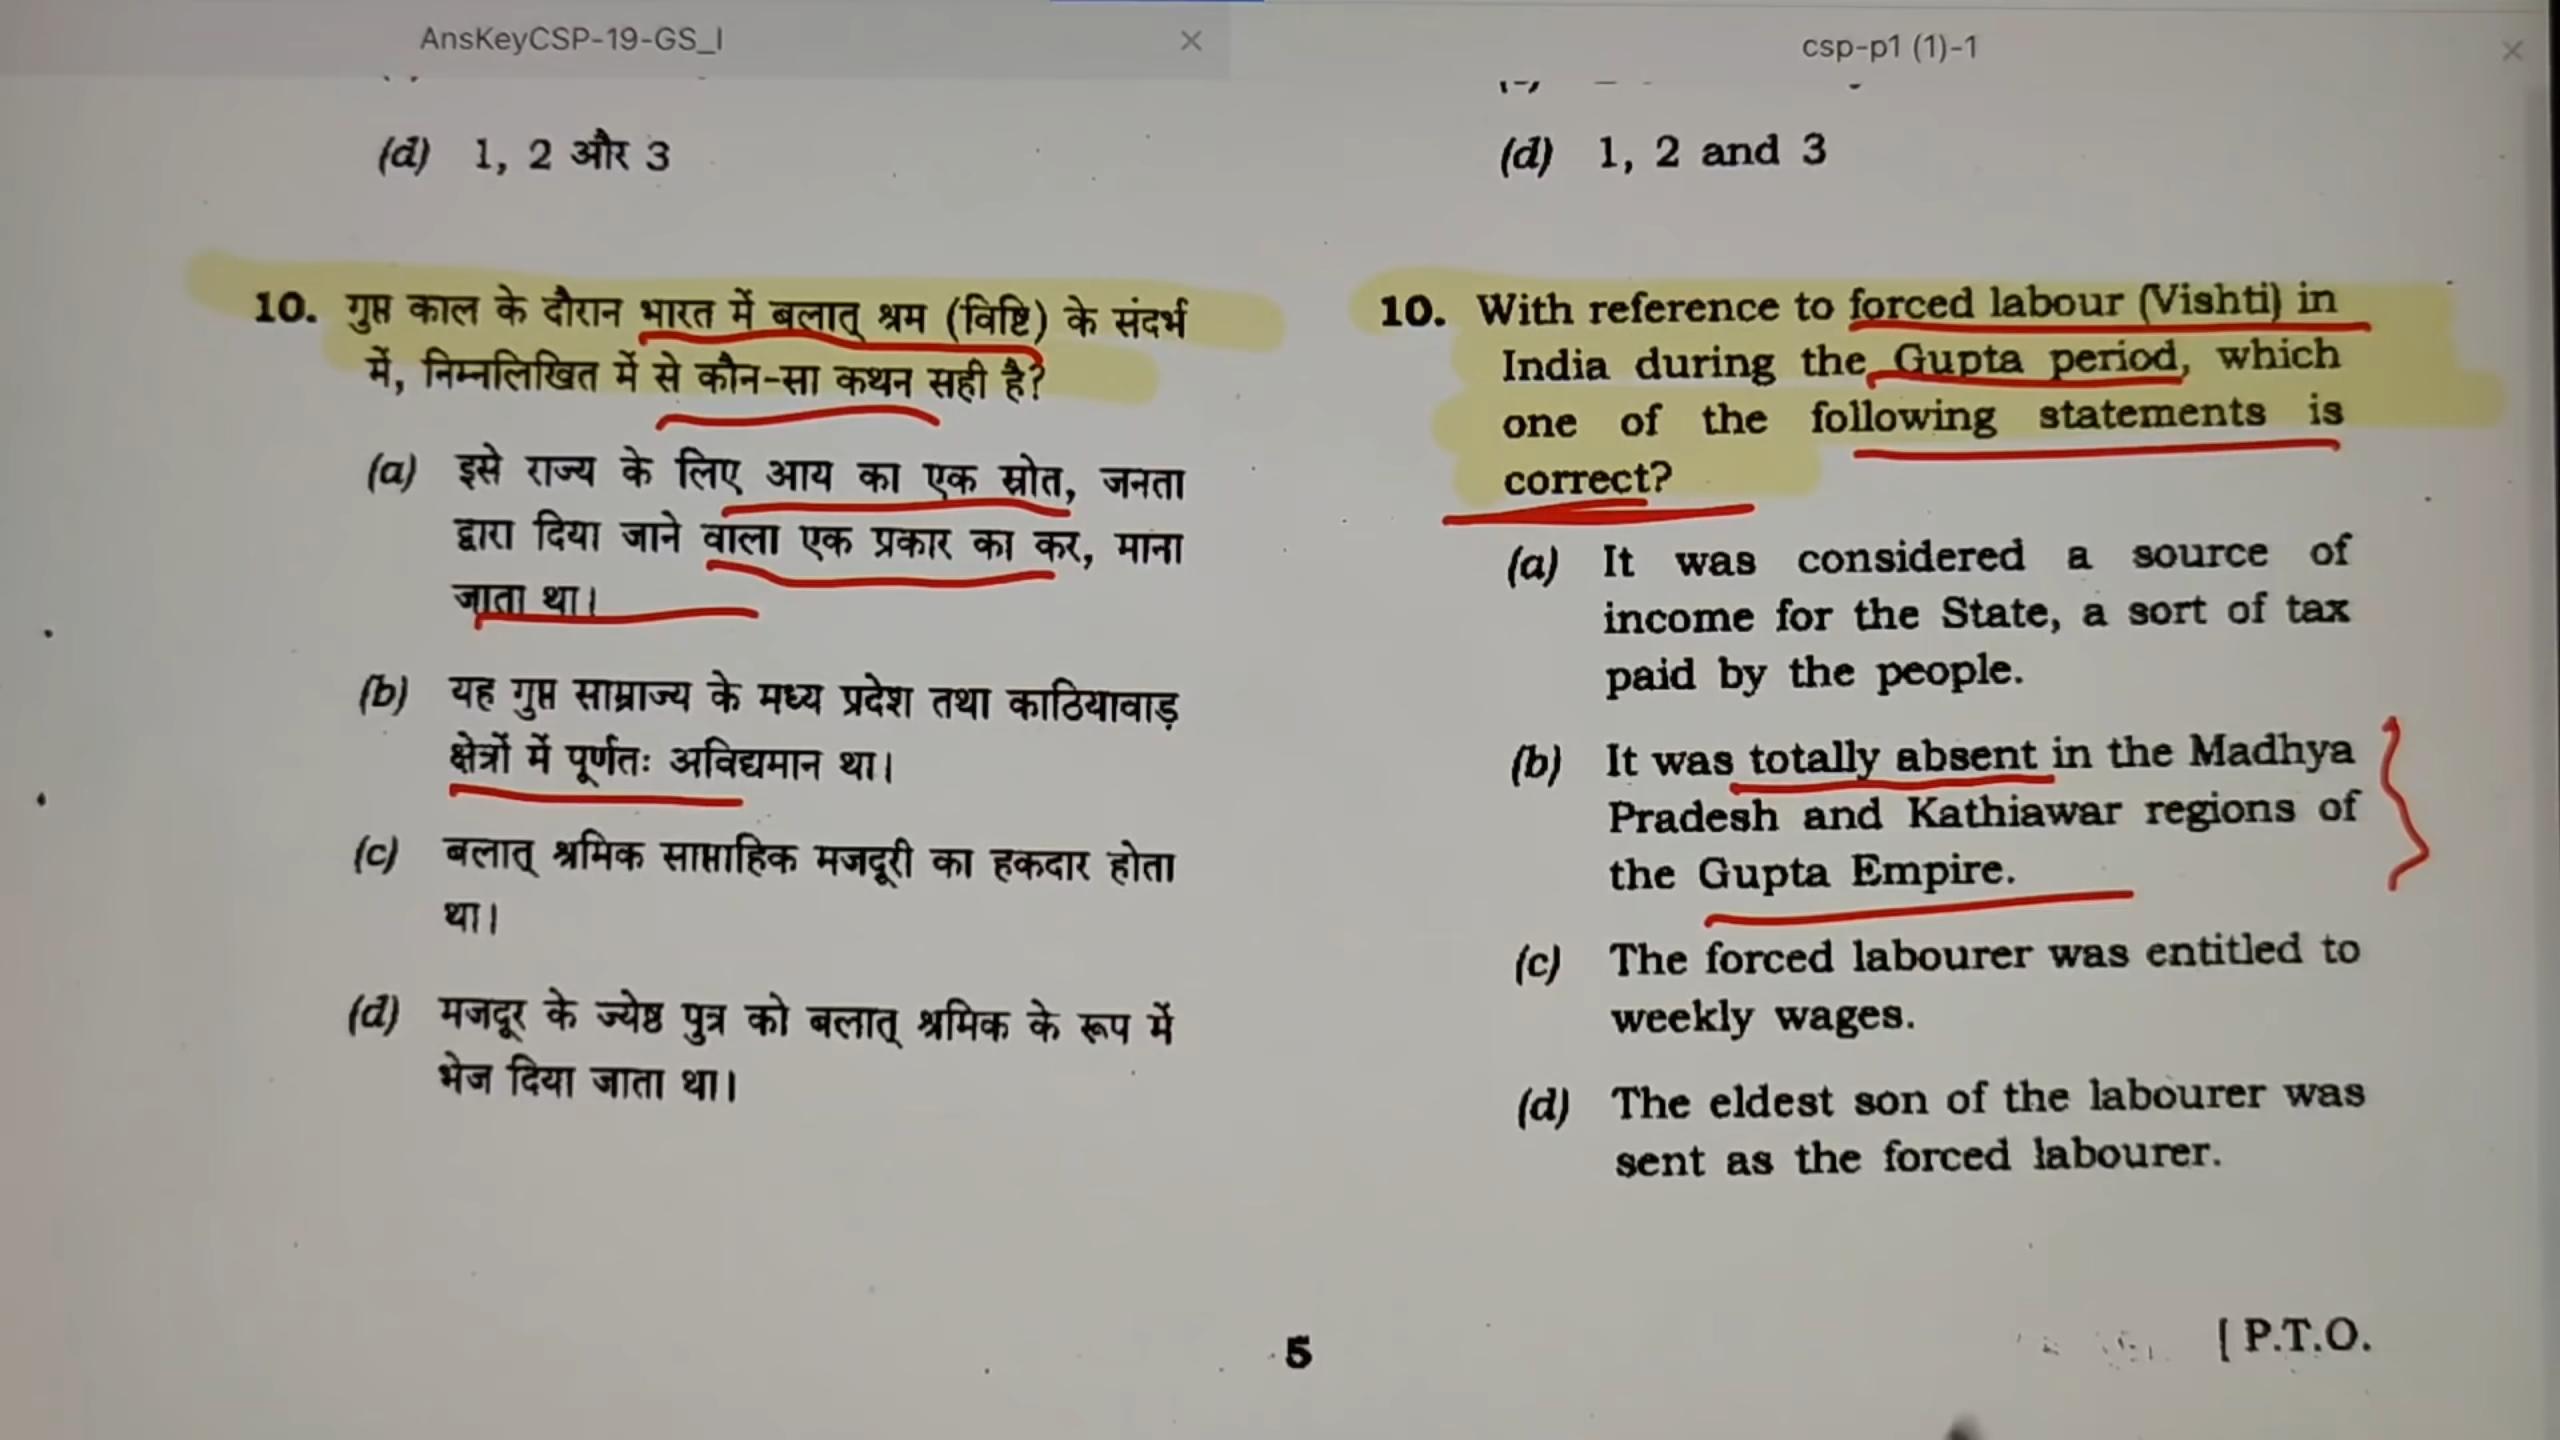 AnsKeyCSP-19-GS_I
csp-p1 (1)-1
(d) 1, 2 और 3
10. गुप्त काल के दौरान भारत में बलात् श्रम (विष्टि) के संदर्भ
में, निम्नलिखित में से कौन-सा कथन सही है?
(a) इसे राज्य के लिए आय का एक स्रोत, जनता
द्वारा दिया जाने वाला एक प्रकार का कर, माना
जाता था।
(b) यह गुप्त साम्राज्य के मध्य प्रदेश तथा काठियावाड़
क्षेत्रों में पूर्णतः अविद्यमान था।
(c) बलात् श्रमिक साप्ताहिक मजदूरी का हकदार होता
था।
(d) मजदूर के ज्येष्ठ पुत्र को बलात् श्रमिक के रूप में
भेज दिया जाता था।
(d) 1, 2 and 3
10. With reference to forced labour (Vishti) in
India during the Gupta period, which
one of the following statements is
correct?
(a) It was considered a source of
income for the State, a sort of tax
paid by the people.
(b) It was totally absent in the Madhya
Pradesh and Kathiawar regions of
the Gupta Empire.
(c) The forced labourer was entitled to
weekly wages.
(d) The eldest son of the labourer was
sent as the forced labourer.
5
[ P.T.O.